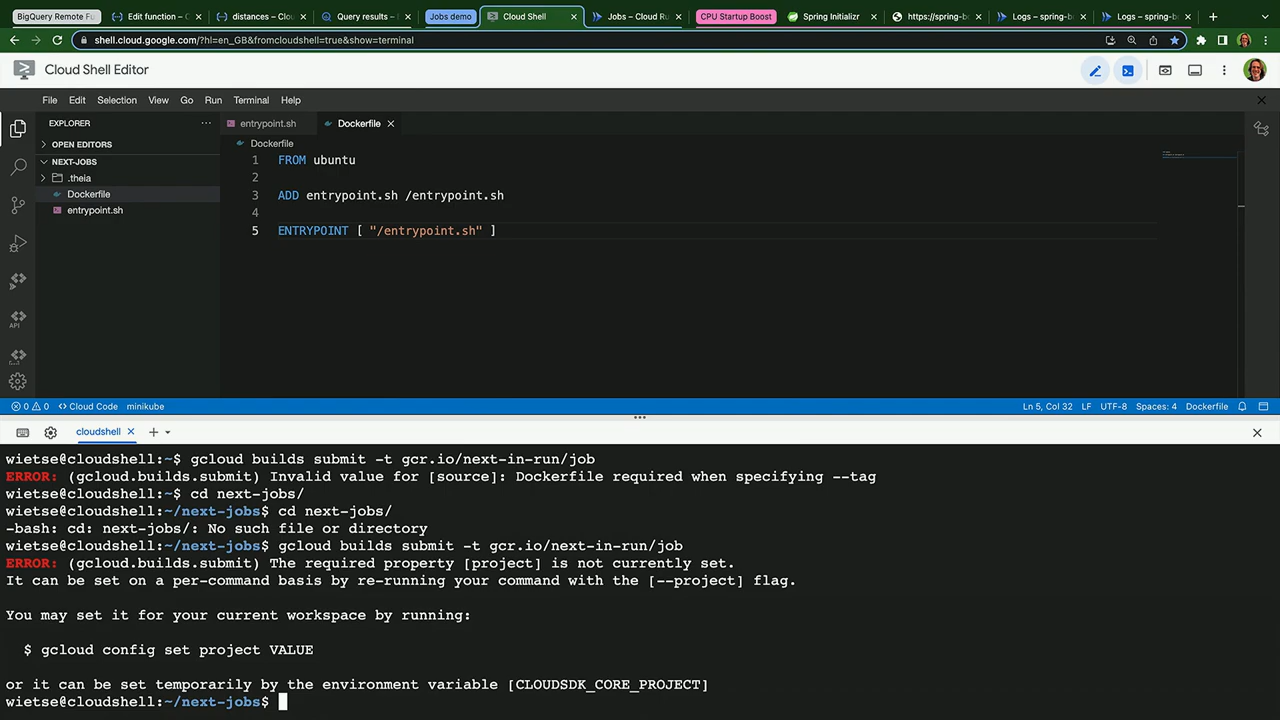 BigQuery Remote Fu
Edit function – C
distances – Clou
Query results – B
Jobs demo
Cloud Shell
Jobs – Cloud Ru
CPU Startup Boost
Spring Initializr
https://spring-b
Logs – spring-b
Logs – spring-b
shell.cloud.google.com/?hl=en_GB&fromcloudshell=true&show=terminal
Cloud Shell Editor
File Edit Selection View Go Run Terminal Help
EXPLORER
OPEN EDITORS
NEXT-JOBS
.theia
Dockerfile
entrypoint.sh
API
entrypoint.sh
Dockerfile
Dockerfile
1 FROM ubuntu
2
3 ADD entrypoint.sh /entrypoint.sh
4
5 ENTRYPOINT [ "/entrypoint.sh" ]
0 0 Cloud Code minikube
Ln 5, Col 32 LF UTF-8 Spaces: 4 Dockerfile
cloudshell
wietse@cloudshell:~$ gcloud builds submit -t gcr.io/next-in-run/job
ERROR: (gcloud.builds.submit) Invalid value for [source]: Dockerfile required when specifying --tag
wietse@cloudshell:~$ cd next-jobs/
wietse@cloudshell:~/next-jobs$ cd next-jobs/
-bash: cd: next-jobs/: No such file or directory
wietse@cloudshell:~/next-jobs$ gcloud builds submit -t gcr.io/next-in-run/job
ERROR: (gcloud.builds.submit) The required property [project] is not currently set.
It can be set on a per-command basis by re-running your command with the [--project] flag.
You may set it for your current workspace by running:
$ gcloud config set project VALUE
or it can be set temporarily by the environment variable [CLOUDSDK_CORE_PROJECT]
wietse@cloudshell:~/next-jobs$